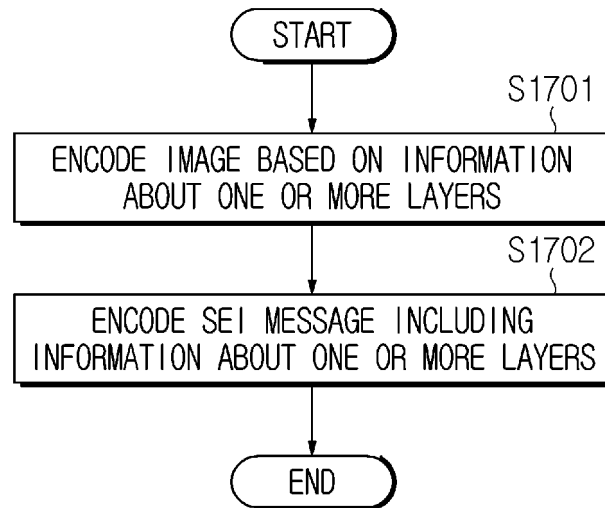 START
S1701
ENCODE IMAGE BASED ON INFORMATION
ABOUT ONE OR MORE LAYERS
S1702
ENCODE SEI MESSAGE INCLUDING
INFORMATION ABOUT ONE OR MORE LAYERS
END